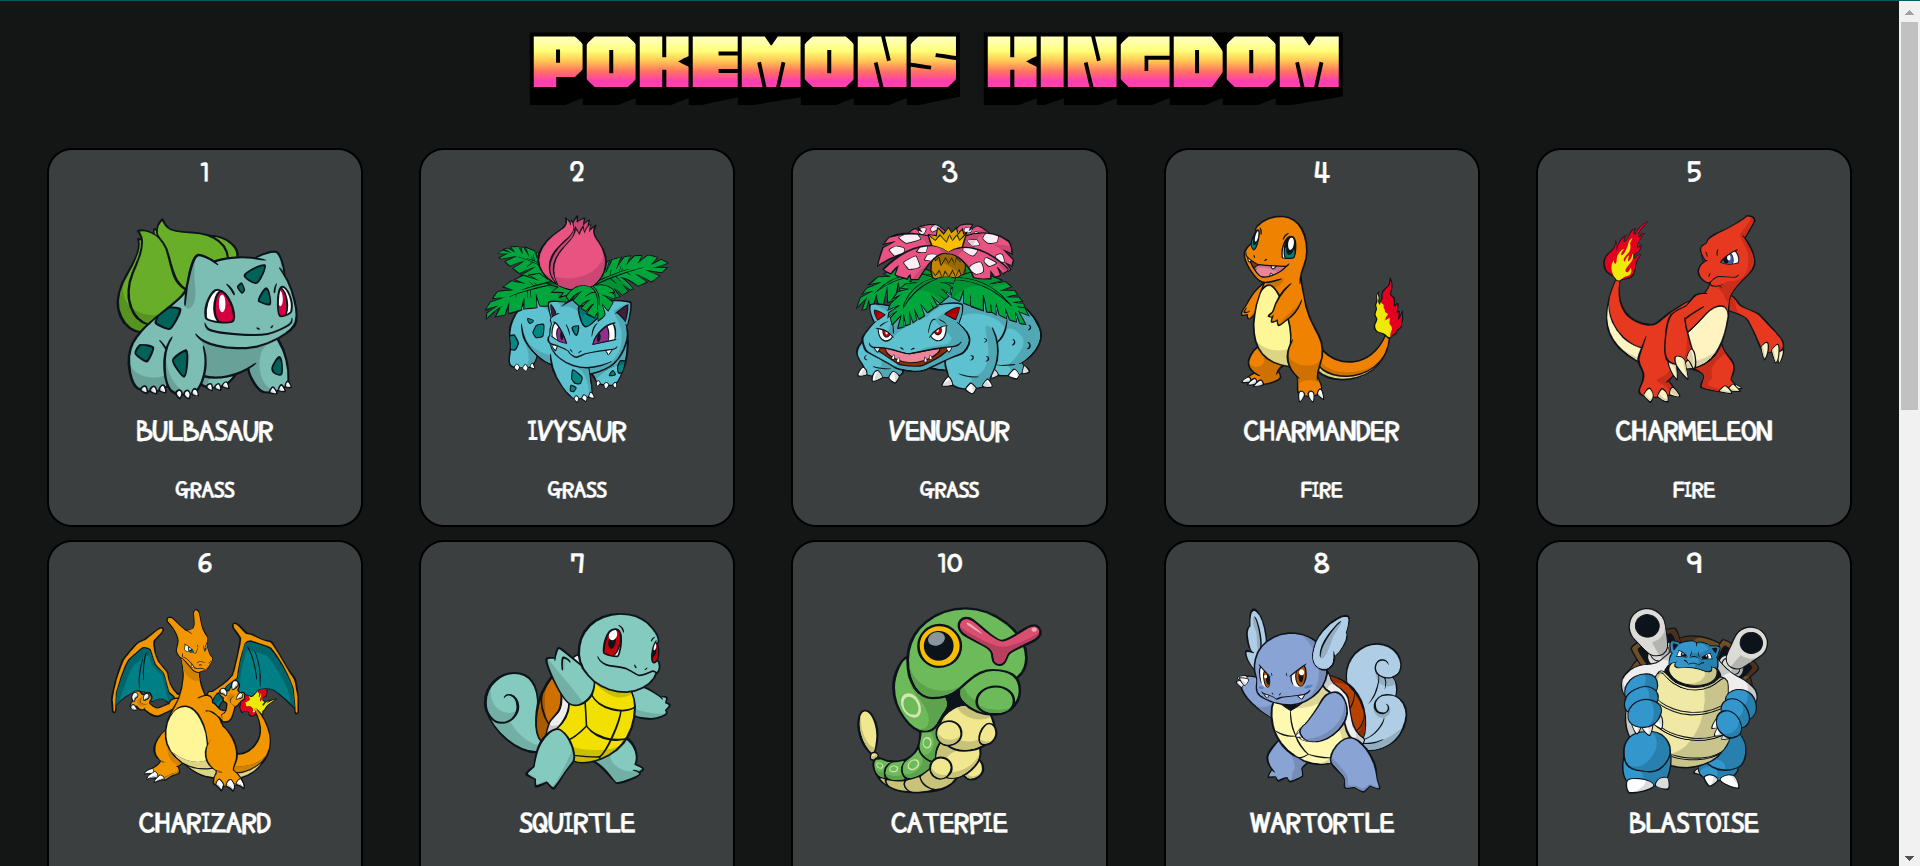 POKEMONS KINGDOM
1
BULBASAUR
GRASS
2
IVYSAUR
GRASS
3
VENUSAUR
GRASS
4
CHARMANDER
FIRE
5
CHARMELEON
FIRE
6
CHARIZARD
7
SQUIRTLE
10
CATERPIE
8
WARTORTLE
9
BLASTOISE